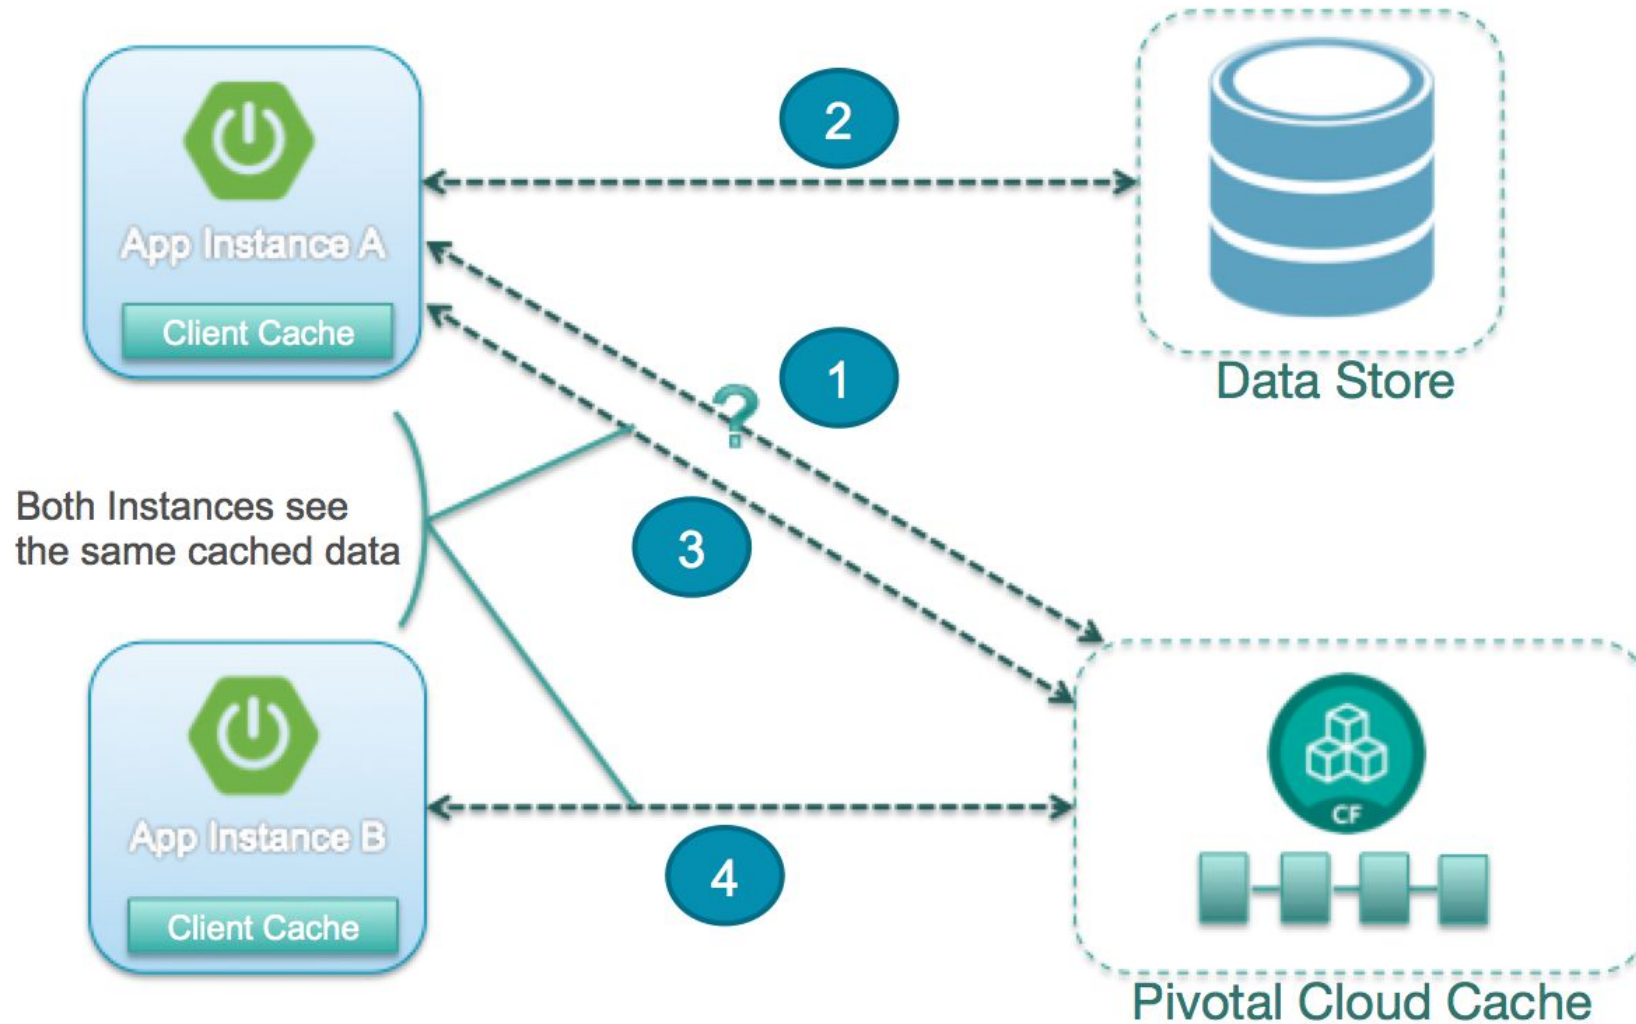 2
App Instance A
Client Cache
1
?
Data Store
Both Instances see
the same cached data
3
App Instance B
4
CF
Client Cache
Pivotal Cloud Cache